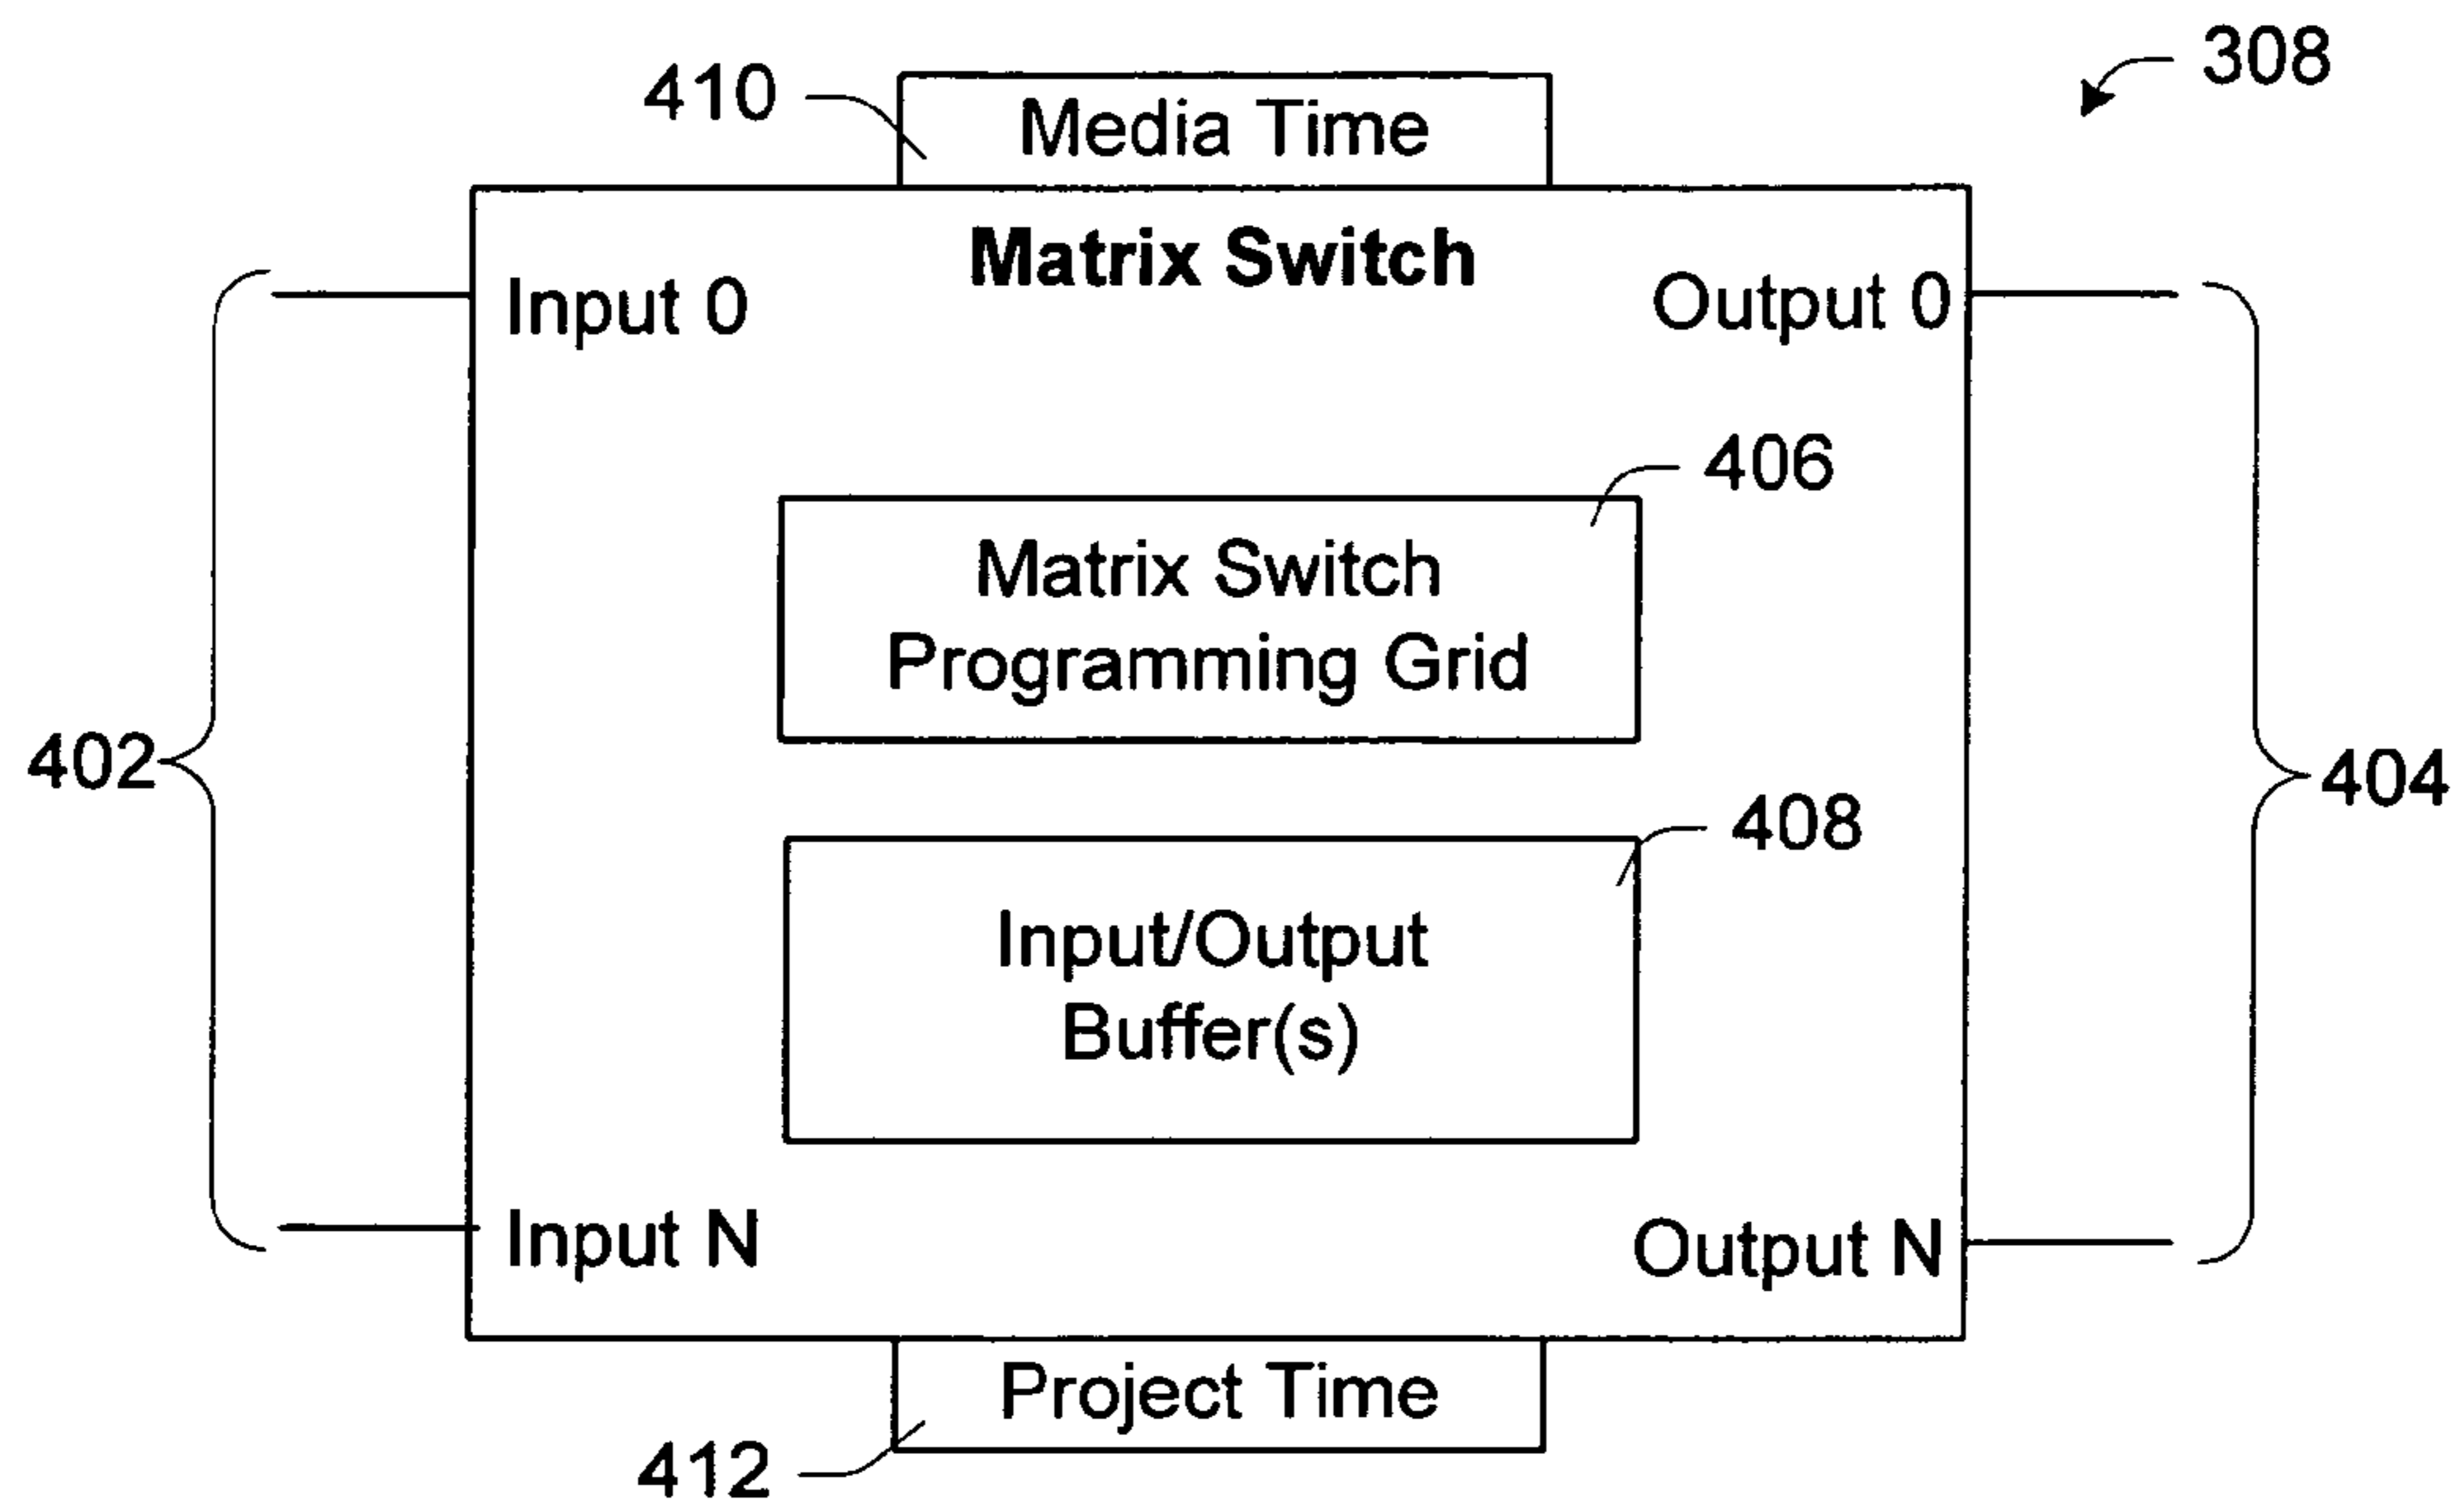 308
410
Media Time
Matrix Switch
Input 0
Output 0
406
Matrix Switch
Programming Grid
402
404
408
Input/Output
Buffer(s)
Input N
Output N
Project Time
412